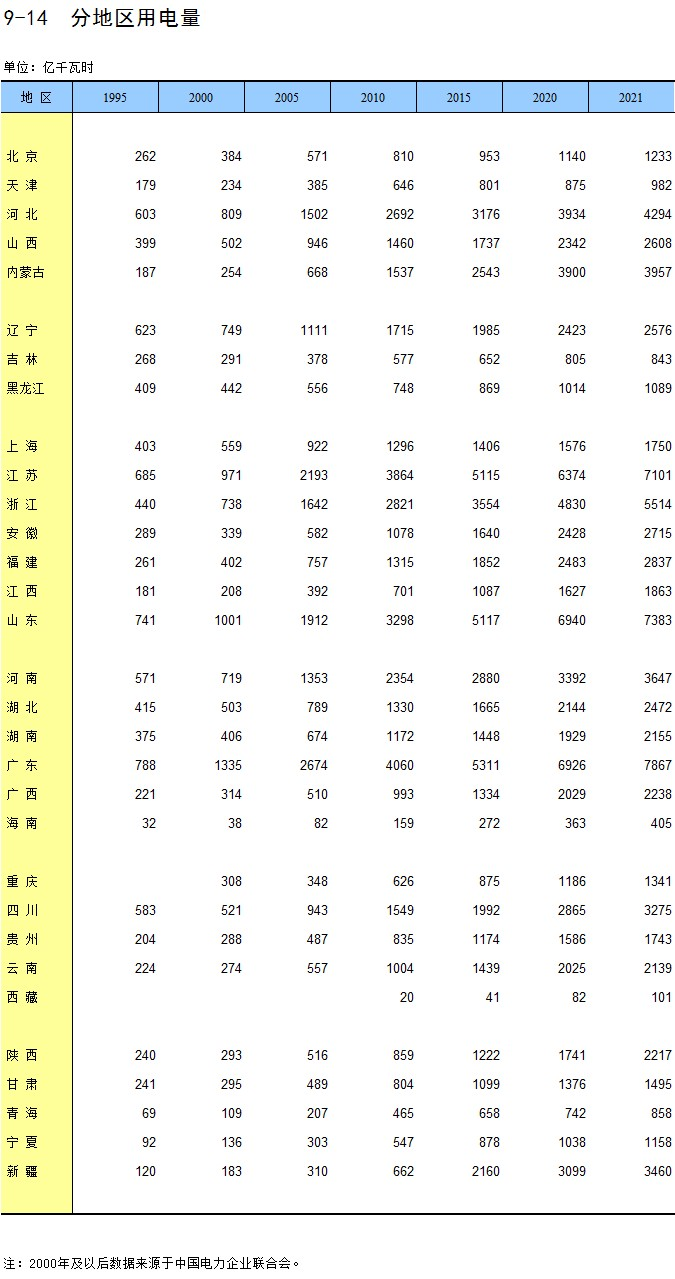 9-14 分地区用电量
单位：亿千瓦时
地 区 1995 2000 2005 2010 2015 2020 2021
北 京 262 384 571 810 953 1140 1233
天 津 179 234 385 646 801 875 982
河 北 603 809 1502 2692 3176 3934 4294
山 西 399 502 946 1460 1737 2342 2608
内蒙古 187 254 668 1537 2543 3900 3957
辽 宁 623 749 1111 1715 1985 2423 2576
吉 林 268 291 378 577 652 805 843
黑龙江 409 442 556 748 869 1014 1089
上 海 403 559 922 1296 1406 1576 1750
江 苏 685 971 2193 3864 5115 6374 7101
浙 江 440 738 1642 2821 3554 4830 5514
安 徽 289 339 582 1078 1640 2428 2715
福 建 261 402 757 1315 1852 2483 2837
江 西 181 208 392 701 1087 1627 1863
山 东 741 1001 1912 3298 5117 6940 7383
河 南 571 719 1353 2354 2880 3392 3647
湖 北 415 503 789 1330 1665 2144 2472
湖 南 375 406 674 1172 1448 1929 2155
广 东 788 1335 2674 4060 5311 6926 7867
广 西 221 314 510 993 1334 2029 2238
海 南 32 38 82 159 272 363 405
重 庆 308 348 626 875 1186 1341
四 川 583 521 943 1549 1992 2865 3275
贵 州 204 288 487 835 1174 1586 1743
云 南 224 274 557 1004 1439 2025 2139
西 藏 20 41 82 101
陕 西 240 293 516 859 1222 1741 2217
甘 肃 241 295 489 804 1099 1376 1495
青 海 69 109 207 465 658 742 858
宁 夏 92 136 303 547 878 1038 1158
新 疆 120 183 310 662 2160 3099 3460
注：2000年及以后数据来源于中国电力企业联合会。